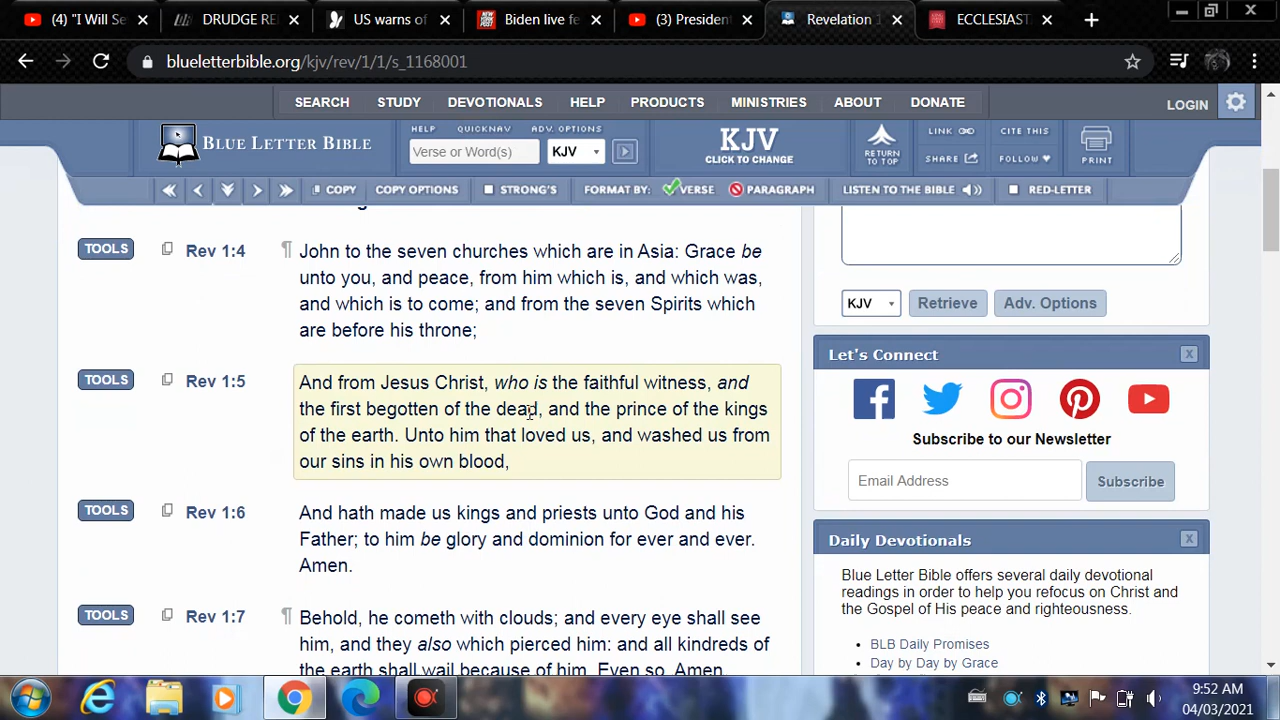 (4) "I Will Se
DRUDGE RE
US warns of
Biden live fe
(3) President
Revelation 1
ECCLESIAST
blueletterbible.org/kjv/rev/1/1/s_1168001
SEARCH STUDY DEVOTIONALS HELP PRODUCTS MINISTRIES ABOUT DONATE
LOGIN
BLUE LETTER BIBLE
HELP QUICKNAV ADV. OPTIONS
Verse or Word(s) KJV
KJV
CLICK TO CHANGE
RETURN
TO TOP
LINK CITE THIS
SHARE FOLLOW
PRINT
COPY COPY OPTIONS STRONG'S FORMAT BY: VERSE PARAGRAPH LISTEN TO THE BIBLE RED-LETTER
TOOLS Rev 1:4 ¶ John to the seven churches which are in Asia: Grace be
unto you, and peace, from him which is, and which was,
and which is to come; and from the seven Spirits which
are before his throne;
TOOLS Rev 1:5 And from Jesus Christ, who is the faithful witness, and
the first begotten of the dead, and the prince of the kings
of the earth. Unto him that loved us, and washed us from
our sins in his own blood,
TOOLS Rev 1:6 And hath made us kings and priests unto God and his
Father; to him be glory and dominion for ever and ever.
Amen.
TOOLS Rev 1:7 ¶ Behold, he cometh with clouds; and every eye shall see
him, and they also which pierced him: and all kindreds of
the earth shall wail because of him. Even so, Amen.
KJV Retrieve Adv. Options
Let's Connect
Subscribe to our Newsletter
Email Address Subscribe
Daily Devotionals
Blue Letter Bible offers several daily devotional
readings in order to help you refocus on Christ and
the Gospel of His peace and righteousness.
• BLB Daily Promises
• Day by Day by Grace
9:52 AM
04/03/2021